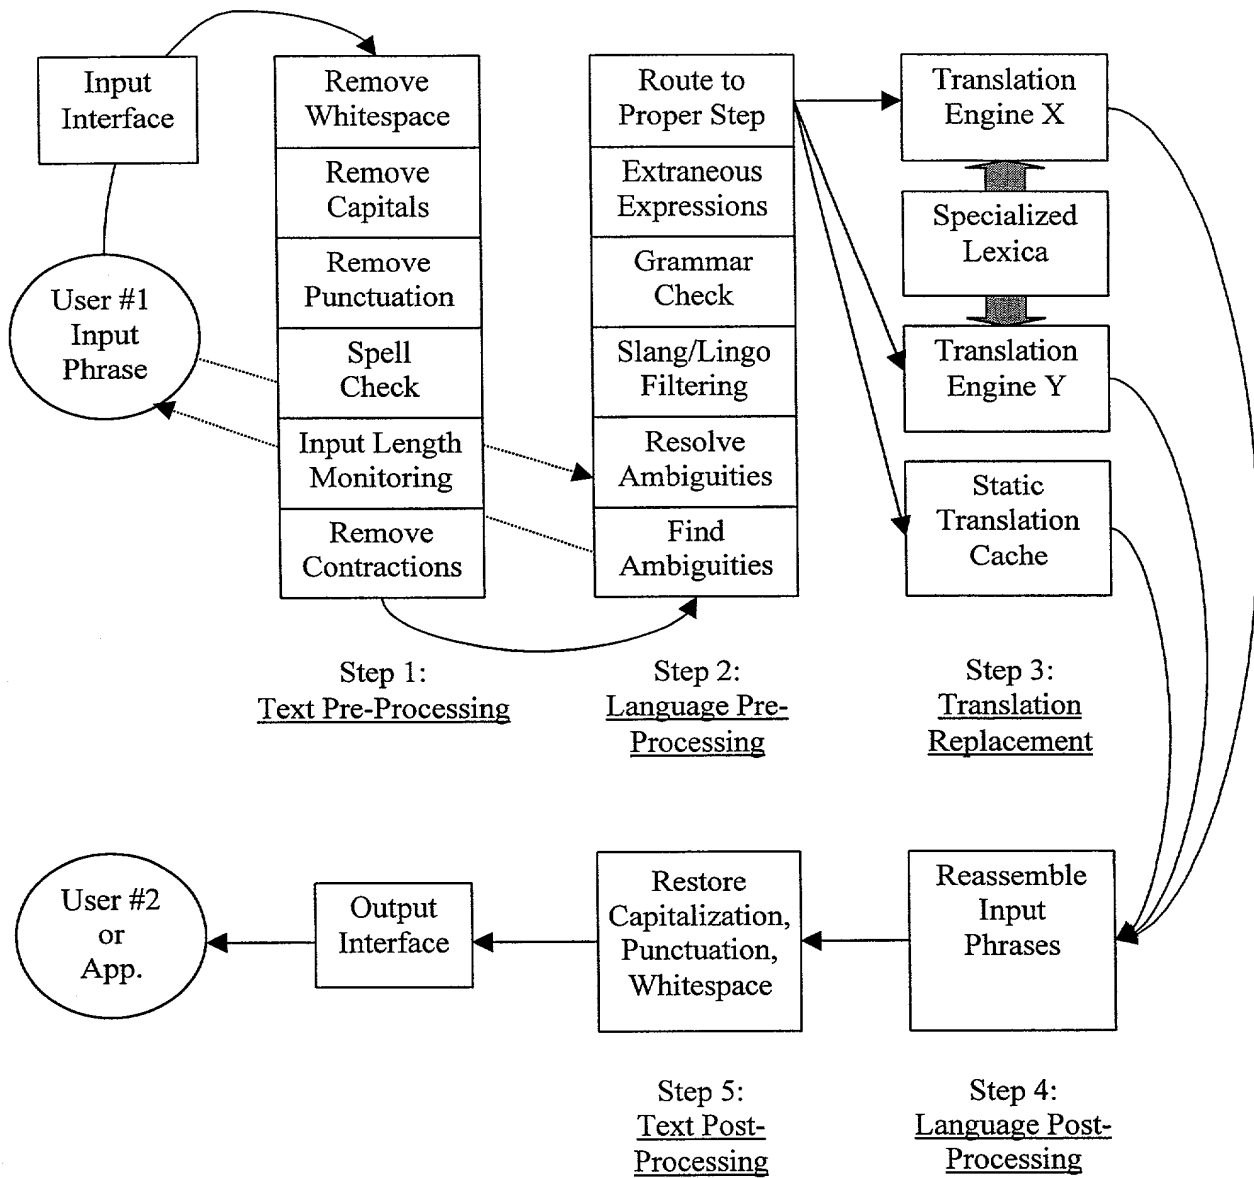 Input
Interface
User #1
Input
Phrase
Remove
Whitespace
Remove
Capitals
Remove
Punctuation
Spell
Check
Input Length
Monitoring
Remove
Contractions
Step 1:
Text Pre-Processing
Route to
Proper Step
Extraneous
Expressions
Grammar
Check
Slang/Lingo
Filtering
Resolve
Ambiguities
Find
Ambiguities
Step 2:
Language Pre-
Processing
Translation
Engine X
Specialized
Lexica
Translation
Engine Y
Static
Translation
Cache
Step 3:
Translation
Replacement
User #2
or
App.
Output
Interface
Restore
Capitalization,
Punctuation,
Whitespace
Step 5:
Text Post-
Processing
Reassemble
Input
Phrases
Step 4:
Language Post-
Processing